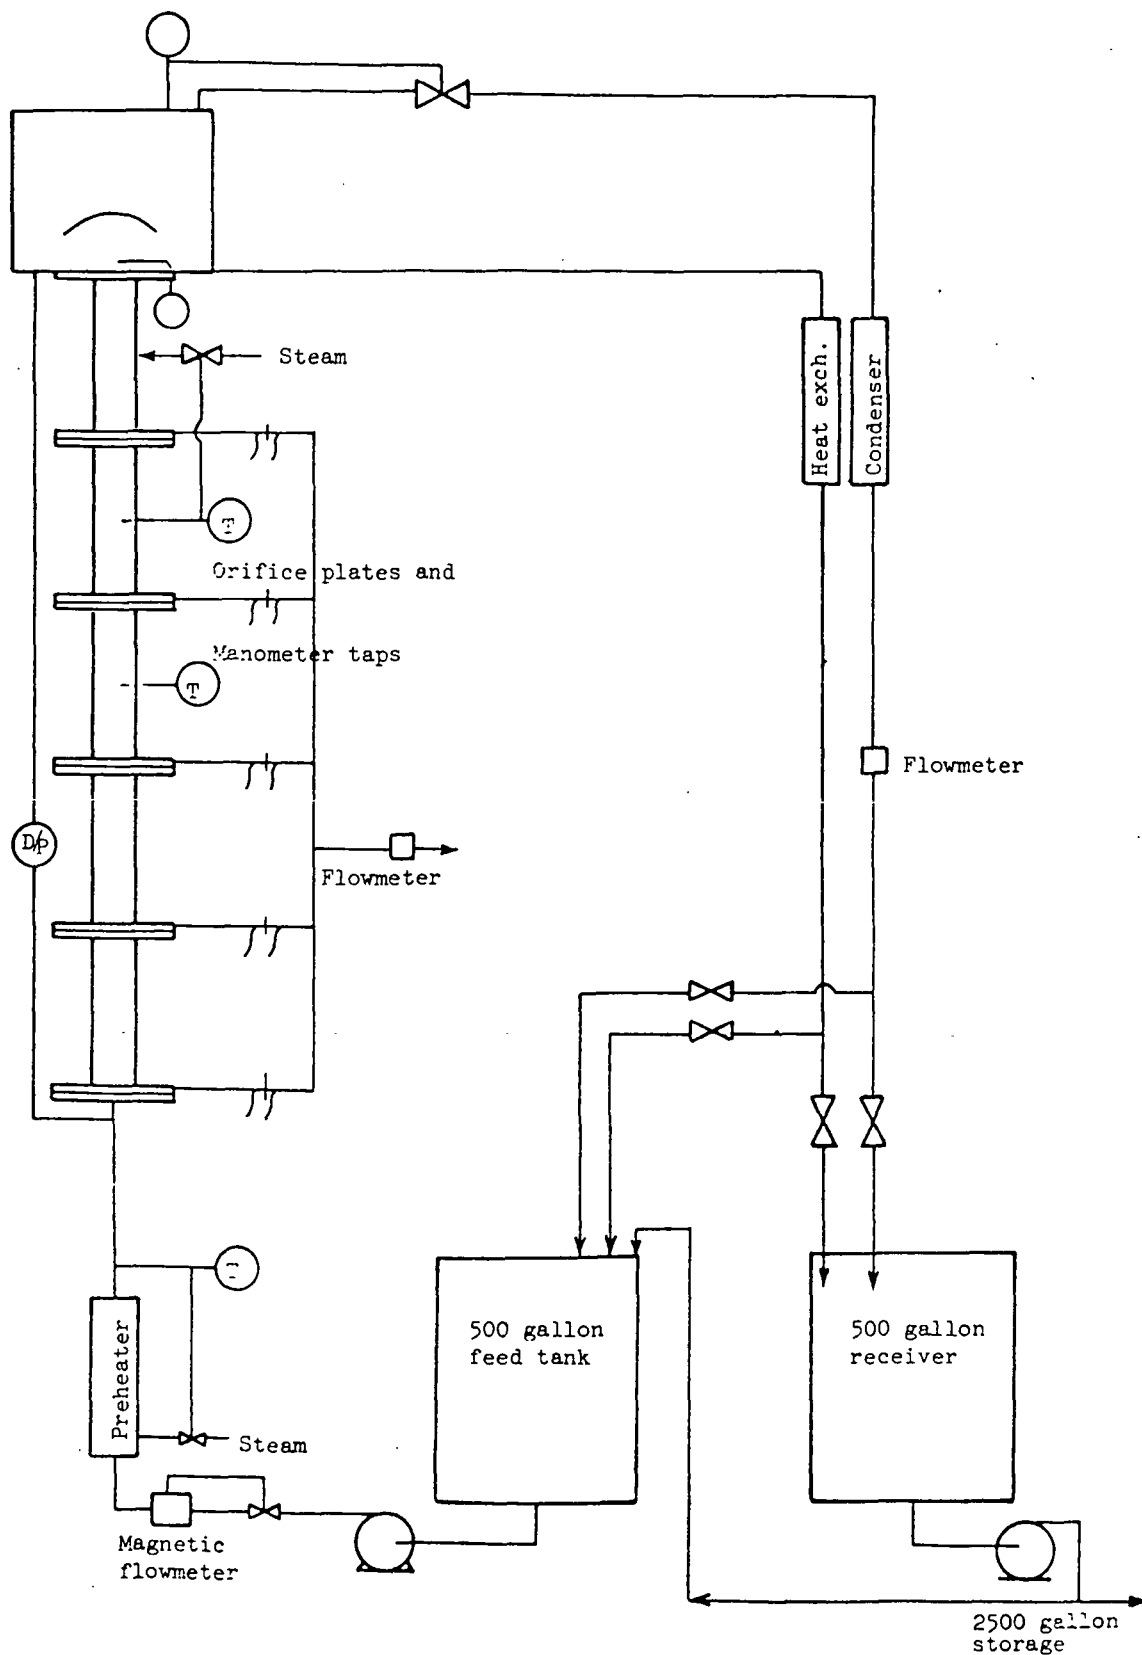 Steam
Heat exch.
Condenser
T
Orifice plates and
Manometer taps
T
Flowmeter
D/P
Flowmeter
T
500 gallon
feed tank
500 gallon
receiver
Preheater
Steam
Magnetic
flowmeter
2500 gallon
storage